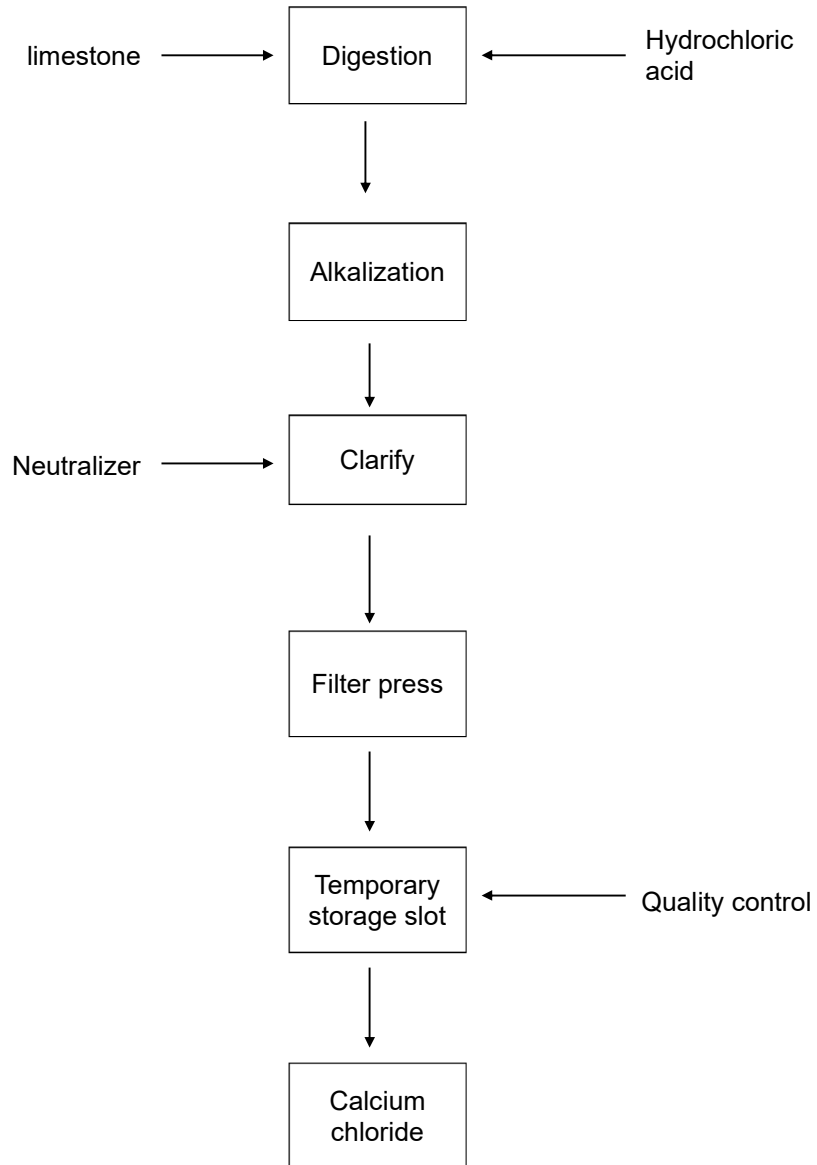 limestone
Digestion
Hydrochloric
acid
Alkalization
Neutralizer
Clarify
Filter press
Temporary
storage slot
Quality control
Calcium
chloride